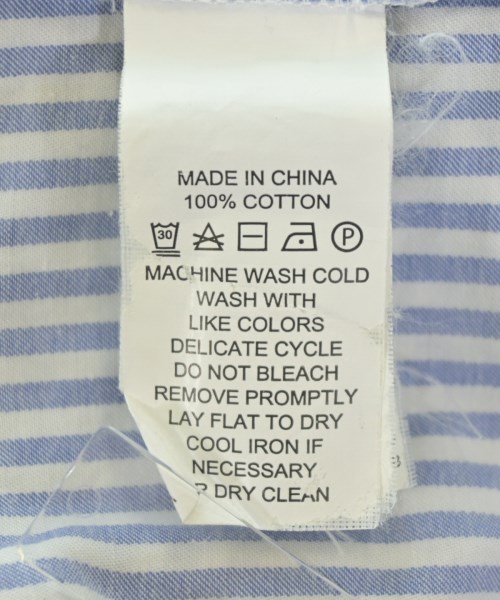 MADE IN CHINA
100% COTTON
30 P
MACHINE WASH COLD
WASH WITH
LIKE COLORS
DELICATE CYCLE
DO NOT BLEACH
REMOVE PROMPTLY
LAY FLAT TO DRY
COOL IRON IF
NECESSARY
DRY CLEAN